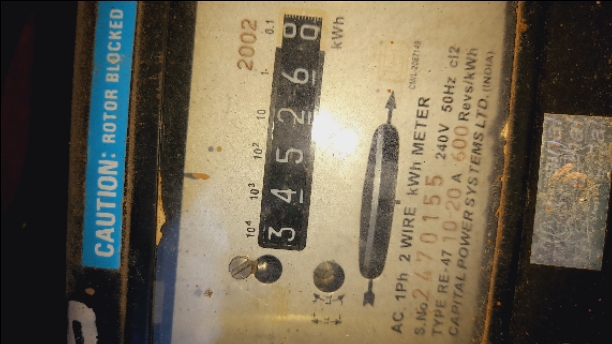 CAUTION: ROTOR BLOCKED
2002
10⁴ 10³ 10² 10 1 0.1
3 4 5 2 6 8
kWh
AC 1Ph 2 WIRE kWh METER
S.No. 2470155 240V 50Hz cl2
TYPE RE-47 10-20 A 600 Revs/kWh
CAPITAL POWER SYSTEMS LTD. (INDIA)